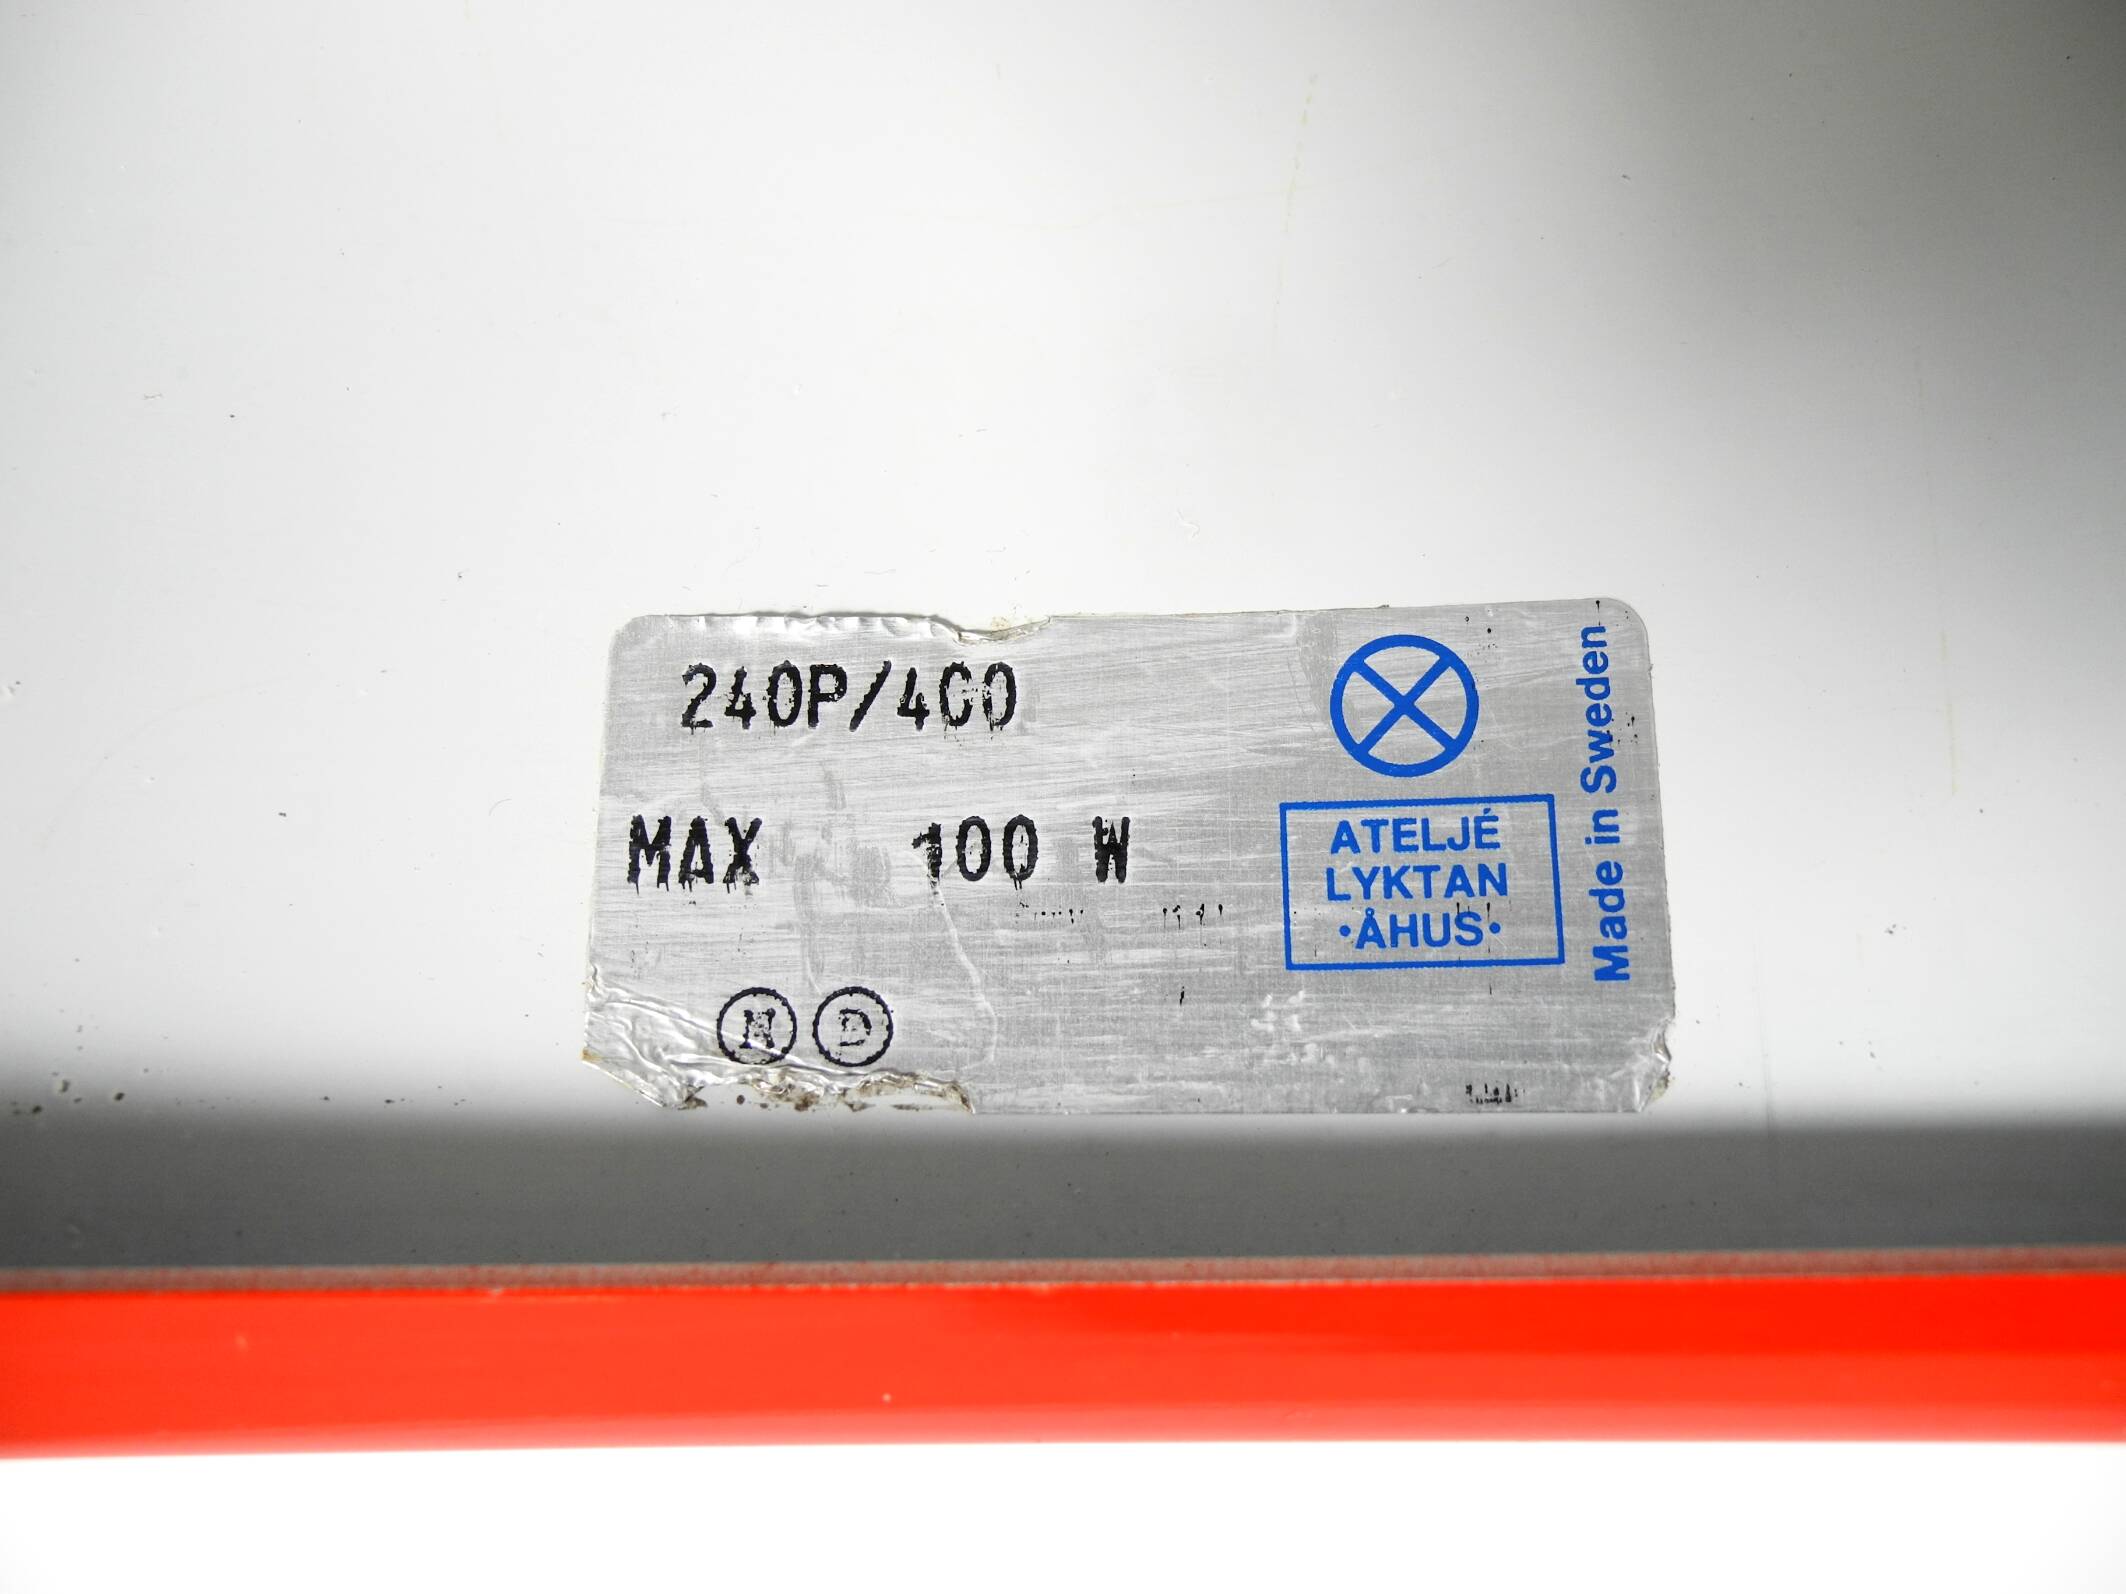 240P/400
MAX 100 W
N D
ATELJÉ
LYKTAN
·ÅHUS·
Made in Sweden